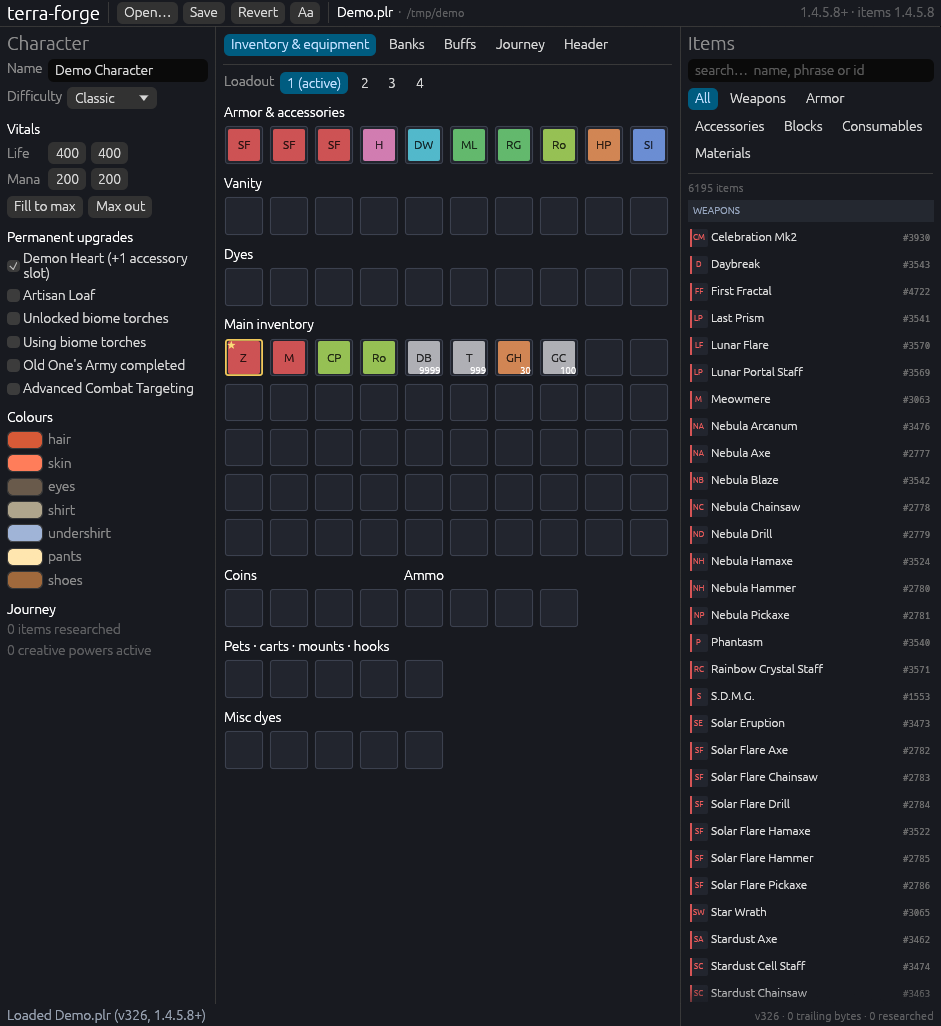 terra-forge Open... Save Revert Aa Demo.plr · /tmp/demo 1.4.5.8+ · items 1.4.5.8
Character
Name Demo Character
Difficulty Classic
Vitals
Life 400 400
Mana 200 200
Fill to max Max out
Permanent upgrades
Demon Heart (+1 accessory
slot)
Artisan Loaf
Unlocked biome torches
Using biome torches
Old One's Army completed
Advanced Combat Targeting
Colours
hair
skin
eyes
shirt
undershirt
pants
shoes
Journey
0 items researched
0 creative powers active
Inventory & equipment Banks Buffs Journey Header
Loadout 1 (active) 2 3 4
Armor & accessories
SF SF SF H DW ML RG Ro HP SI
Vanity
Dyes
Main inventory
Z M CP Ro DB 9999 T 999 GH 30 GC 100
Coins Ammo
Pets · carts · mounts · hooks
Misc dyes
Items
search... name, phrase or id
All Weapons Armor
Accessories Blocks Consumables
Materials
6195 items
WEAPONS
CM Celebration Mk2 #3930
D Daybreak #3543
FF First Fractal #4722
LP Last Prism #3541
LF Lunar Flare #3570
LP Lunar Portal Staff #3569
M Meowmere #3063
NA Nebula Arcanum #3476
NA Nebula Axe #2777
NB Nebula Blaze #3542
NC Nebula Chainsaw #2778
ND Nebula Drill #2779
NH Nebula Hamaxe #3524
NH Nebula Hammer #2780
NP Nebula Pickaxe #2781
P Phantasm #3540
RC Rainbow Crystal Staff #3571
S S.D.M.G. #1553
SE Solar Eruption #3473
SF Solar Flare Axe #2782
SF Solar Flare Chainsaw #2783
SF Solar Flare Drill #2784
SF Solar Flare Hamaxe #3522
SF Solar Flare Hammer #2785
SF Solar Flare Pickaxe #2786
SW Star Wrath #3065
SA Stardust Axe #3462
SC Stardust Cell Staff #3474
SC Stardust Chainsaw #3463
Loaded Demo.plr (v326, 1.4.5.8+) v326 · 0 trailing bytes · 0 researched